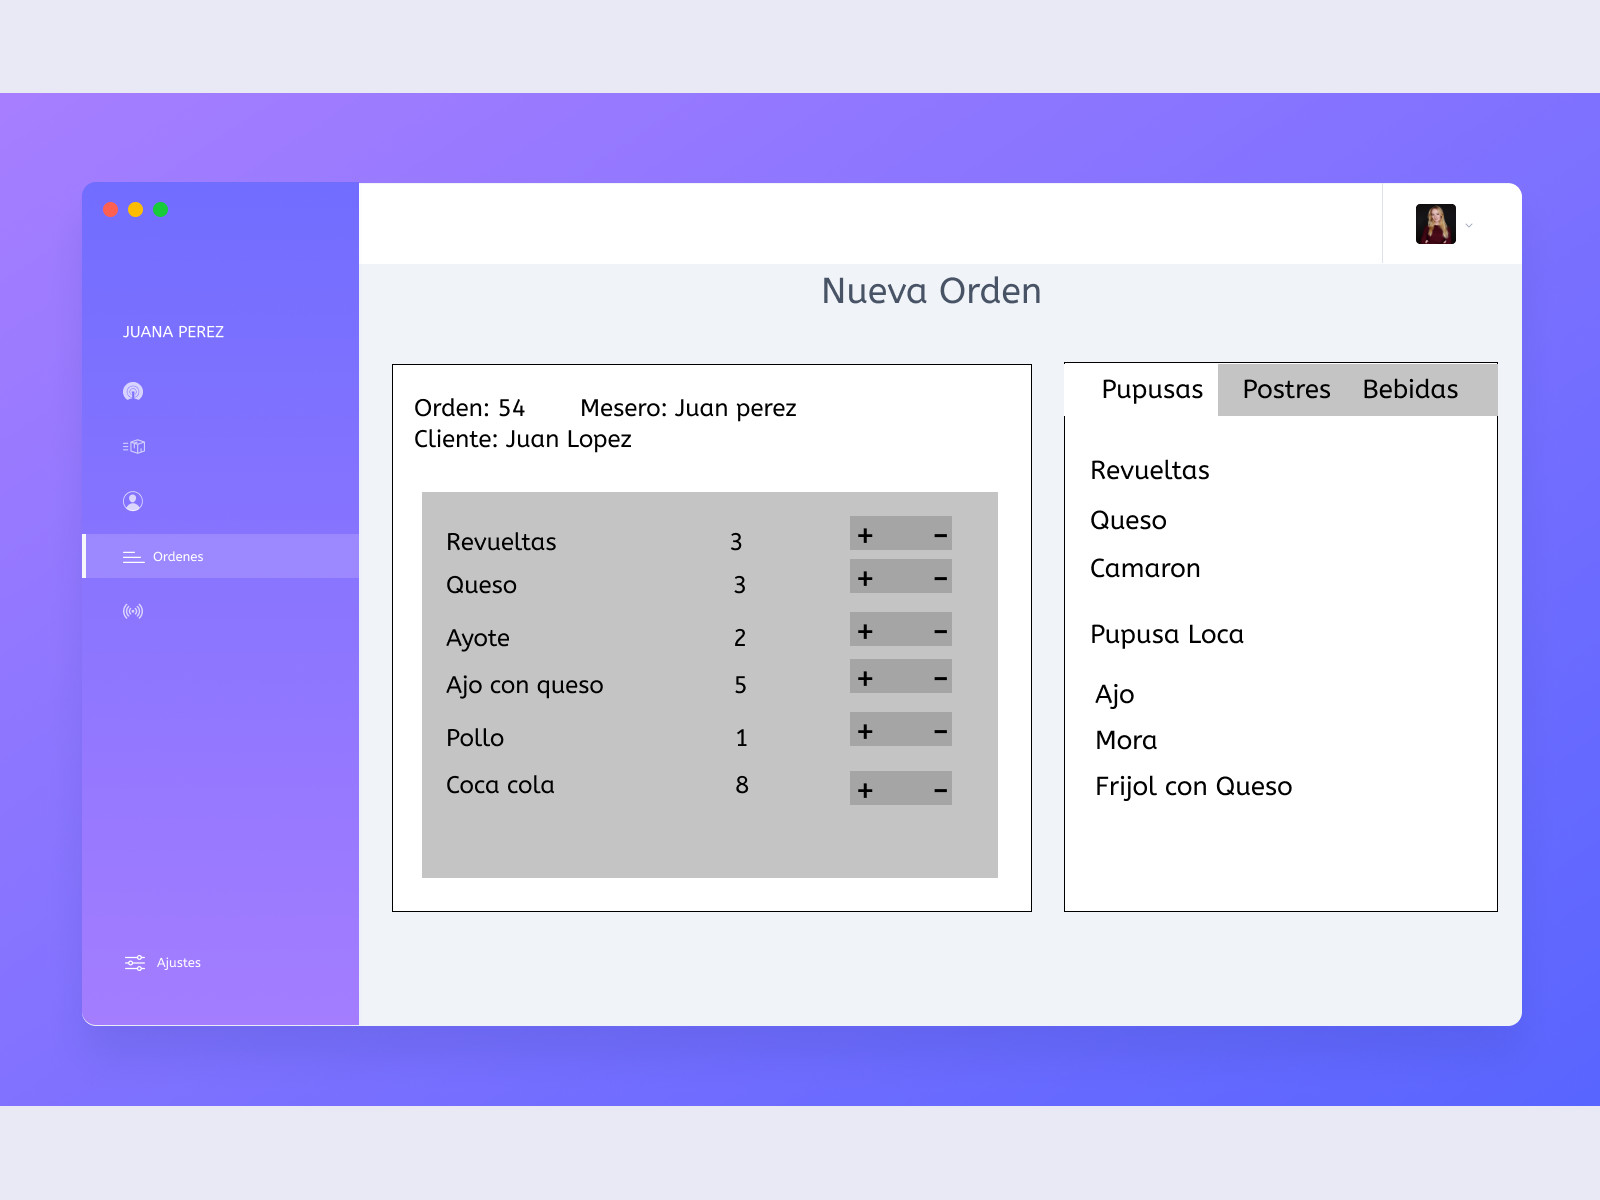 JUANA PEREZ
Ordenes
Ajustes
Nueva Orden
Orden: 54 Mesero: Juan perez
Cliente: Juan Lopez
Revueltas 3 + −
Queso 3 + −
Ayote 2 + −
Ajo con queso 5 + −
Pollo 1 + −
Coca cola 8 + −
Pupusas Postres Bebidas
Revueltas
Queso
Camaron
Pupusa Loca
Ajo
Mora
Frijol con Queso